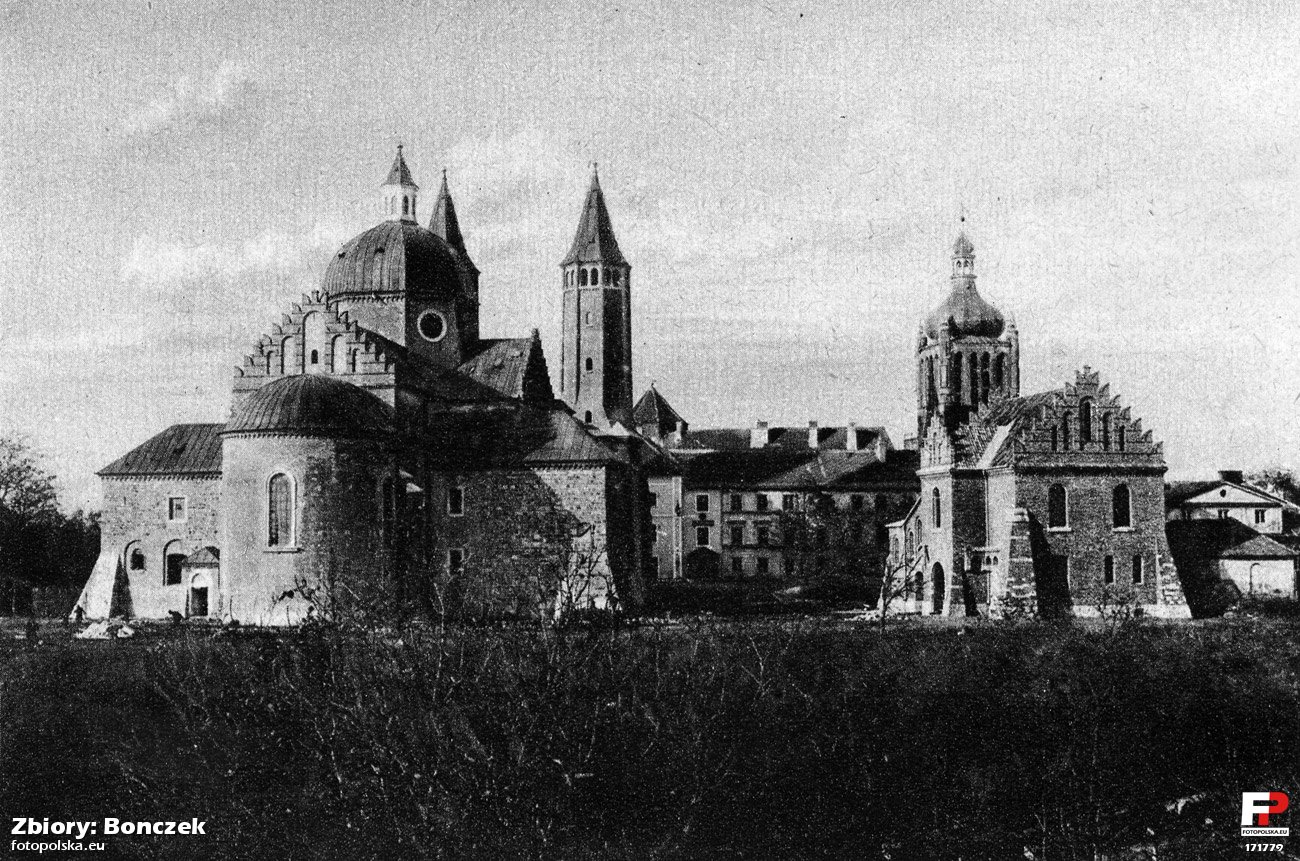 Zbiory: Bonczek
fotopolska.eu
FP
FOTOPOLSKA.EU
171779